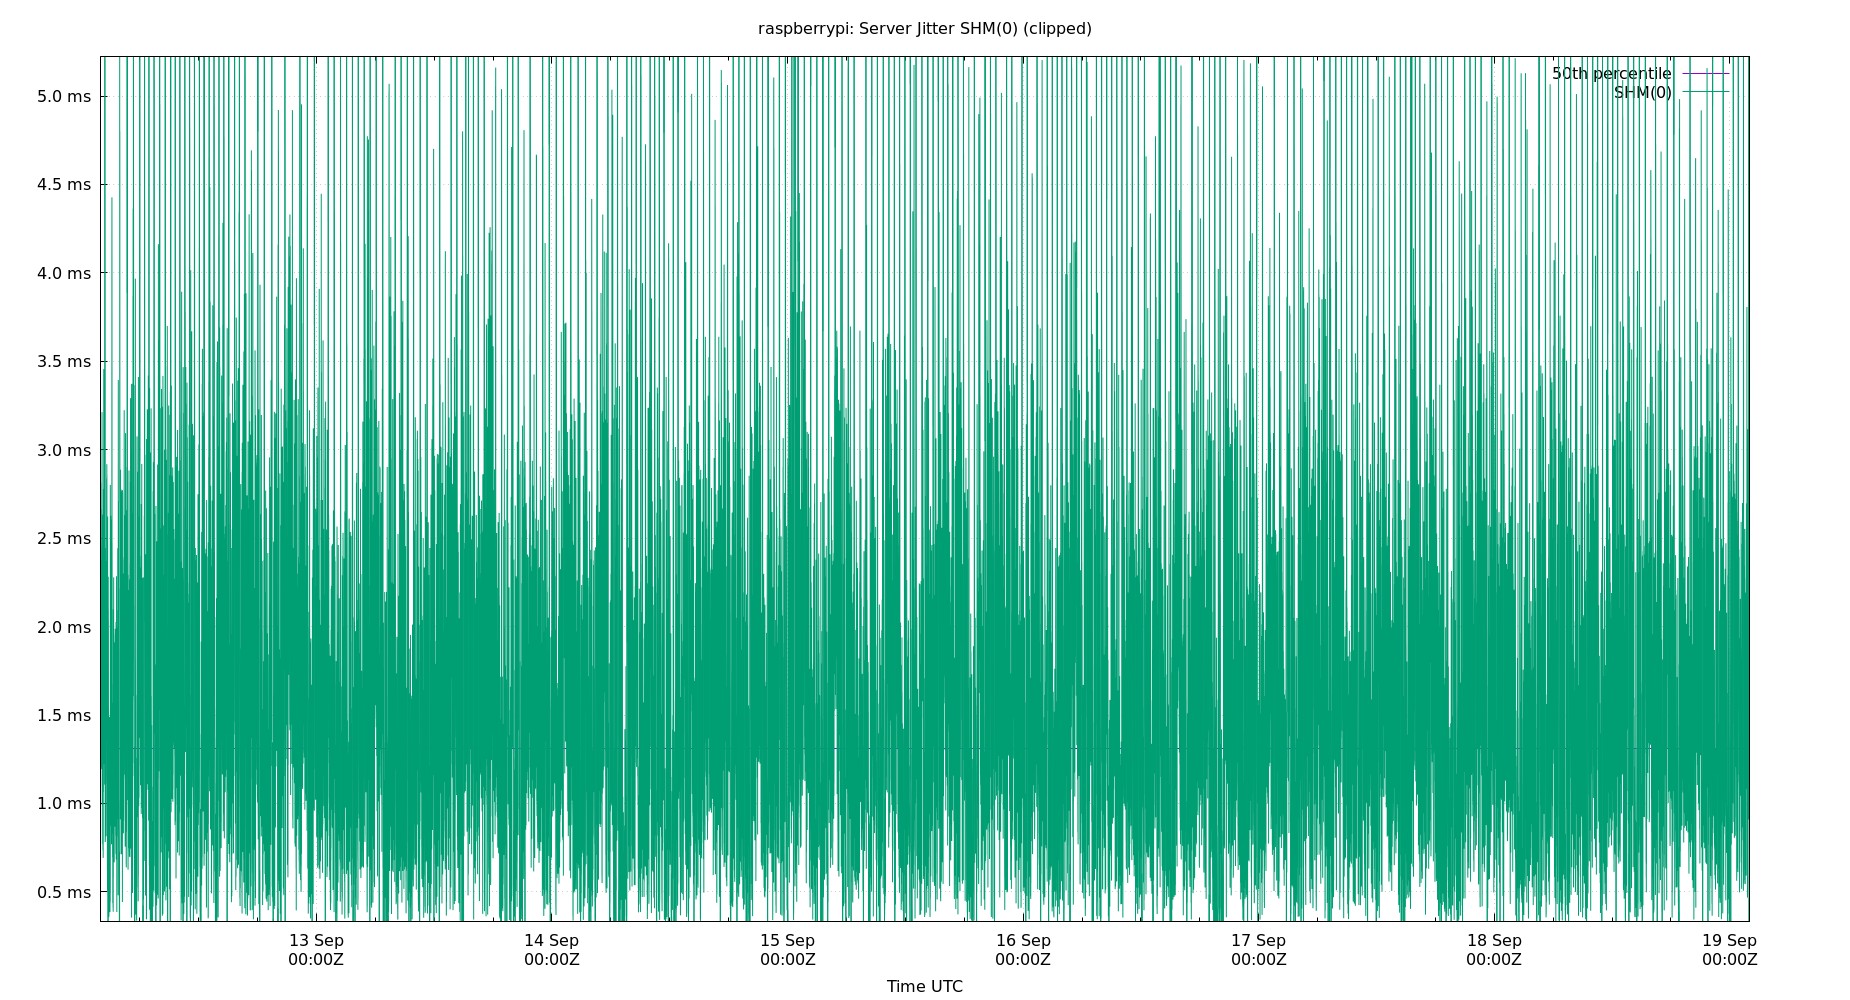 raspberrypi: Server Jitter SHM(0) (clipped)
50th percentile
SHM(0)
5.0 ms
4.5 ms
4.0 ms
3.5 ms
3.0 ms
2.5 ms
2.0 ms
1.5 ms
1.0 ms
0.5 ms
13 Sep 14 Sep 15 Sep 16 Sep 17 Sep 18 Sep 19 Sep
00:00Z 00:00Z 00:00Z 00:00Z 00:00Z 00:00Z 00:00Z
Time UTC